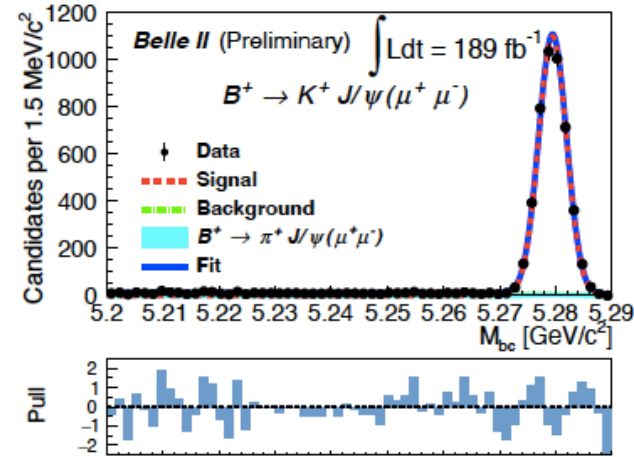 Belle II (Preliminary) ∫ Ldt = 189 fb⁻¹
B⁺ → K⁺ J/ψ(μ⁺ μ⁻)
Candidates per 1.5 MeV/c²
1200
1000
800
600
400
200
0
Data
Signal
Background
B⁺ → π⁺ J/ψ(μ⁺μ⁻)
Fit
5.2 5.21 5.22 5.23 5.24 5.25 5.26 5.27 5.28 5.29
M_bc [GeV/c²]
Pull
2
1
0
−1
−2